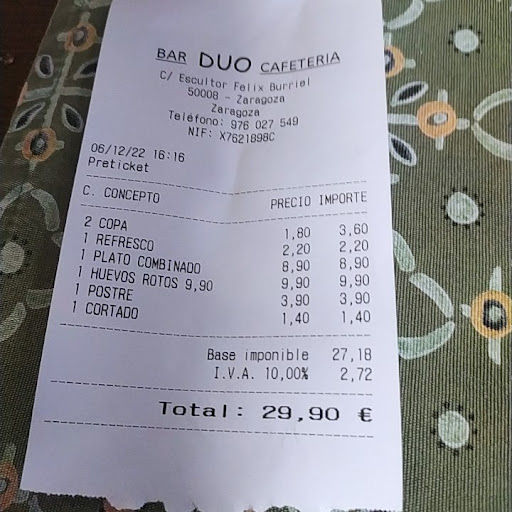 BAR DUO CAFETERIA
C/ Escultor Felix Burriel
50008 - Zaragoza
Zaragoza
Teléfono: 976 027 549
NIF: X7621898C
06/12/22 16:16
Preticket
C. CONCEPTO PRECIO IMPORTE
2 COPA 1,80 3,60
1 REFRESCO 2,20 2,20
1 PLATO COMBINADO 8,90 8,90
1 HUEVOS ROTOS 9,90 9,90 9,90
1 POSTRE 3,90 3,90
1 CORTADO 1,40 1,40
Base imponible 27,18
I.V.A. 10,00% 2,72
Total: 29,90 €